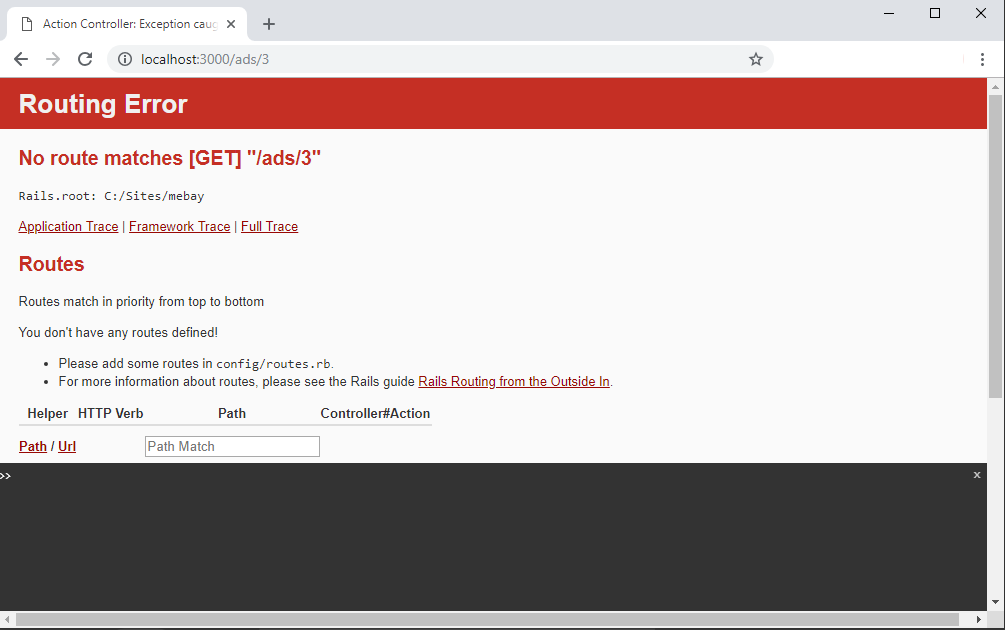 Action Controller: Exception caug
localhost:3000/ads/3
Routing Error
No route matches [GET] "/ads/3"
Rails.root: C:/Sites/mebay
Application Trace | Framework Trace | Full Trace
Routes
Routes match in priority from top to bottom
You don't have any routes defined!
• Please add some routes in config/routes.rb.
• For more information about routes, please see the Rails guide Rails Routing from the Outside In.
Helper HTTP Verb Path Controller#Action
Path / Url Path Match
>> x